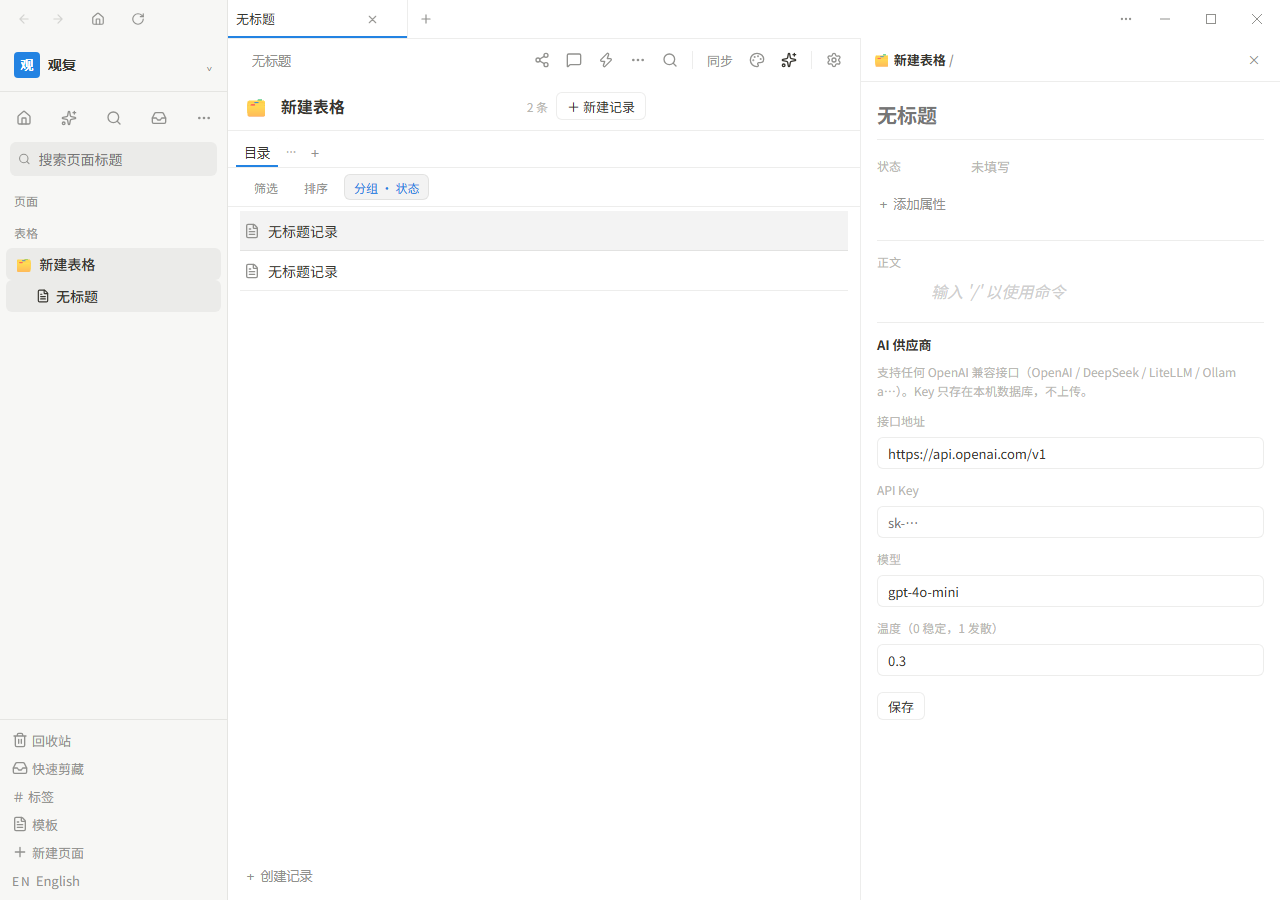 无标题
观 观复
搜索页面标题
页面
表格
新建表格
无标题
回收站
快速剪藏
# 标签
模板
新建页面
EN English
无标题
同步
新建表格
2 条
+ 新建记录
目录 ··· +
筛选 排序 分组 · 状态
无标题记录
无标题记录
+ 创建记录
新建表格 /
无标题
状态 未填写
+ 添加属性
正文
输入 '/' 以使用命令
AI 供应商
支持任何 OpenAI 兼容接口（OpenAI / DeepSeek / LiteLLM / Ollam
a…）。Key 只存在本机数据库，不上传。
接口地址
https://api.openai.com/v1
API Key
sk-…
模型
gpt-4o-mini
温度（0 稳定，1 发散）
0.3
保存